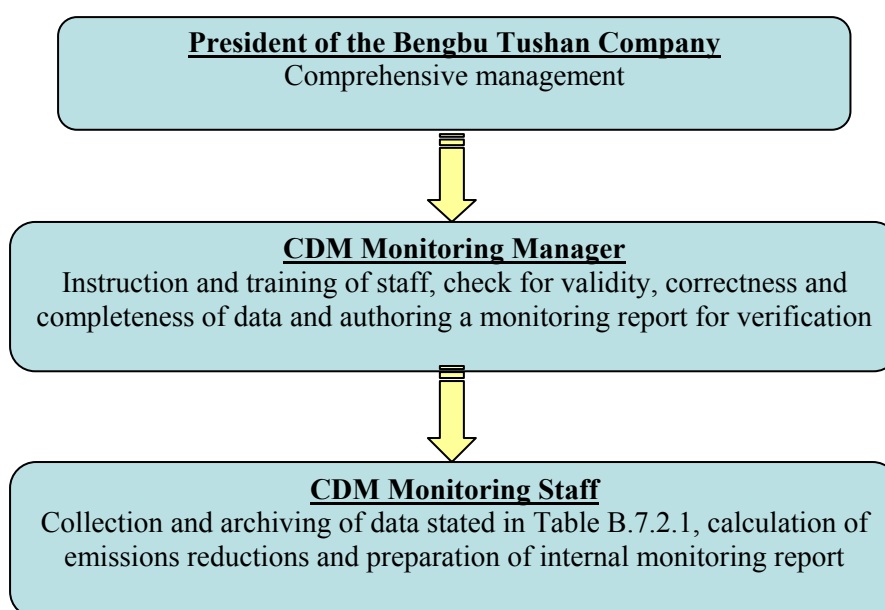 President of the Bengbu Tushan Company
Comprehensive management
CDM Monitoring Manager
Instruction and training of staff, check for validity, correctness and
completeness of data and authoring a monitoring report for verification
CDM Monitoring Staff
Collection and archiving of data stated in Table B.7.2.1, calculation of
emissions reductions and preparation of internal monitoring report